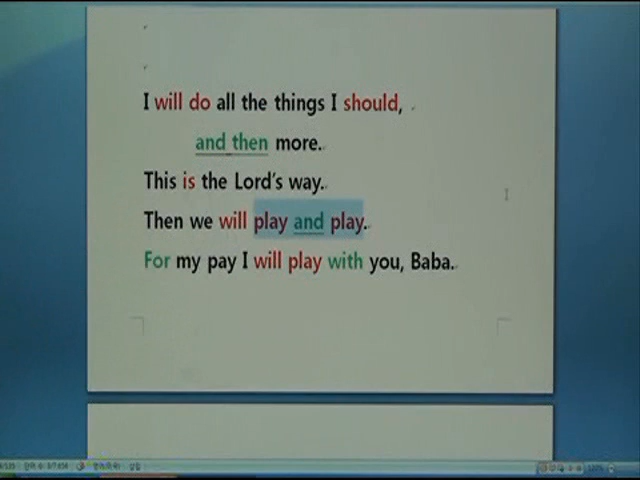 I will do all the things I should,
and then more.
This is the Lord's way.
Then we will play and play.
For my pay I will play with you, Baba.